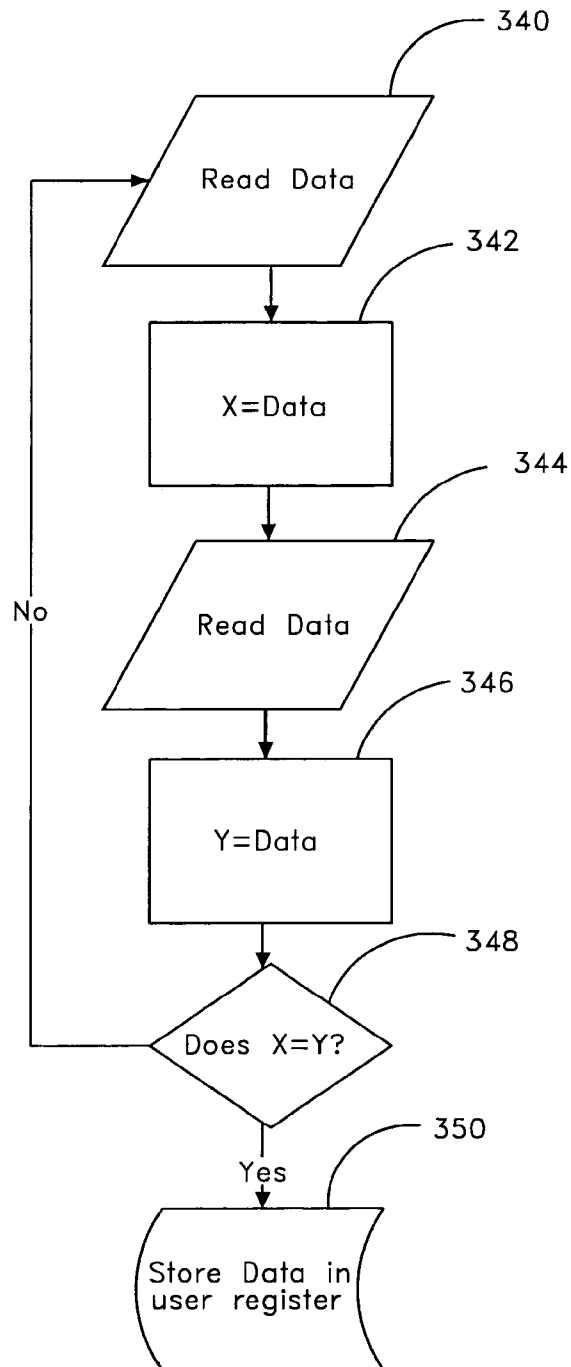 340
Read Data
342
X=Data
344
Read Data
No
346
Y=Data
348
Does X=Y?
350
Yes
Store Data in
user register